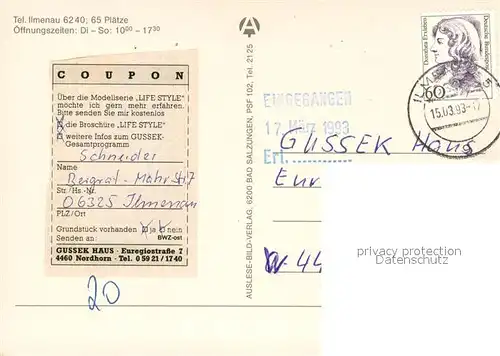 Tel. Ilmenau 6240; 65 Plätze
Öffnungszeiten: Di - So: 10⁰⁰ - 17³⁰
COUPON
Über die Modellserie „LIFE STYLE"
möchte ich gern mehr erfahren.
Bitte senden Sie mir kostenlos
die Broschüre „LIFE STYLE"
weitere Infos zum GUSSEK-
Gesamtprogramm
Schneider
Name
Str./Hs.-Nr.
06325 Ilmenau
PLZ/Ort
Grundstück vorhanden ja nein
Senden an: BWZ-ost
GUSSEK HAUS · Euregiostraße 7
4460 Nordhorn · Tel. 0 59 21 / 17 40
20
AUSLESE-BILD-VERLAG, 6200 BAD SALZUNGEN, PSF 102, Tel. 21 25
A
Dorothea Erxleben
Deutsche Bundespost
60
15.03.93-17
EINGEGANGEN
17. März 1993
Erl.
GUSSEK Haus
Eur
W-44
privacy protection
Datenschutz